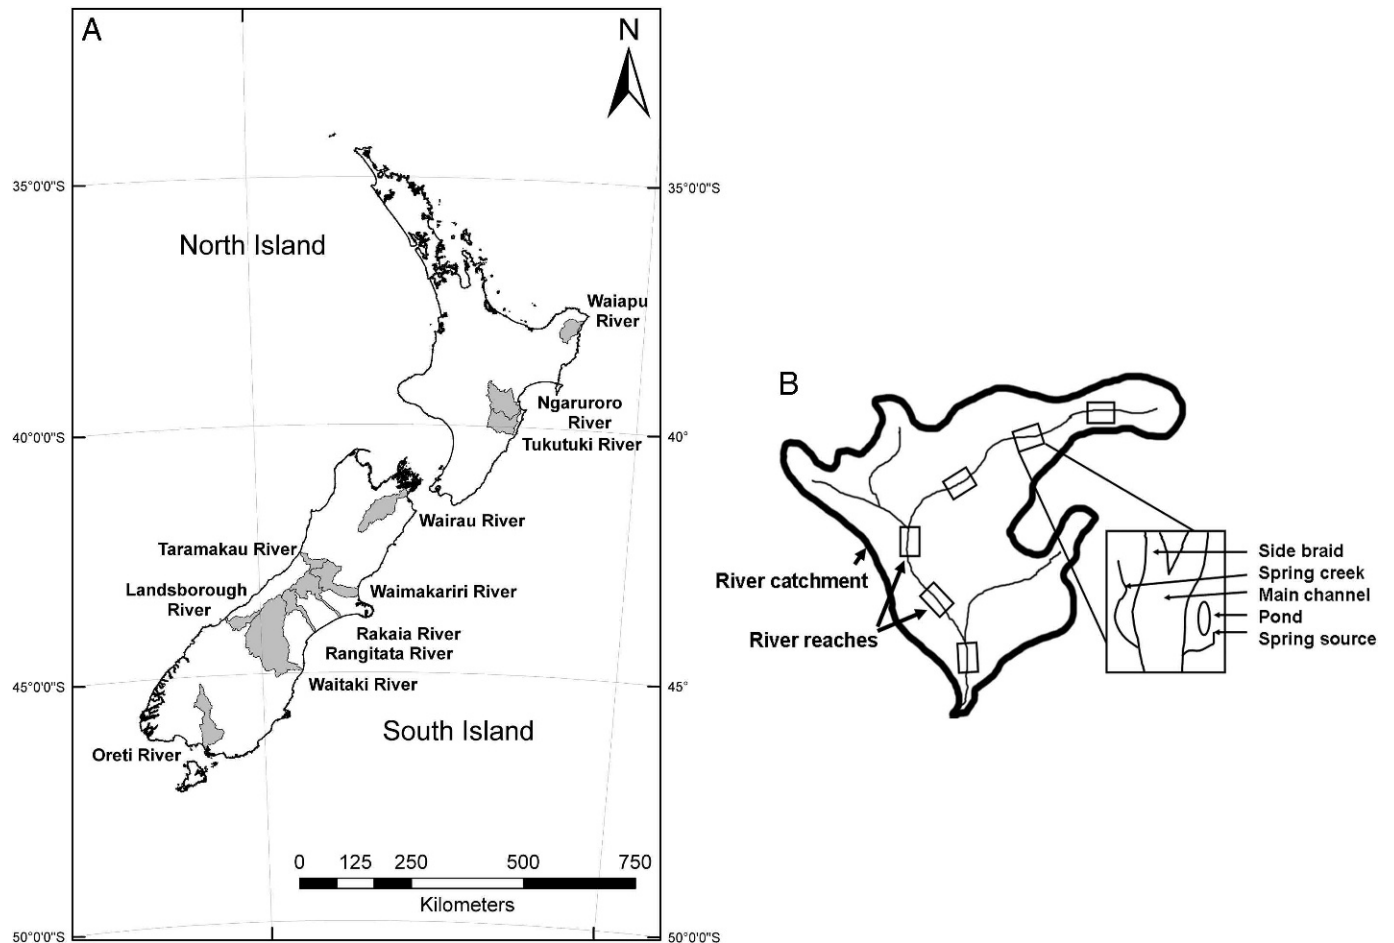 A
N
35°0'0"S
35°0'0"S
North Island
Waiapu
River
Ngaruroro
River
40°0'0"S
40°
Tukutuki River
Wairau River
Taramakau River
Landsborough
River
Waimakariri River
Rakaia River
Rangitata River
Waitaki River
45°0'0"S
45°
South Island
Oreti River
0 125 250 500 750
Kilometers
50°0'0"S
50°0'0"S
B
River catchment
River reaches
Side braid
Spring creek
Main channel
Pond
Spring source